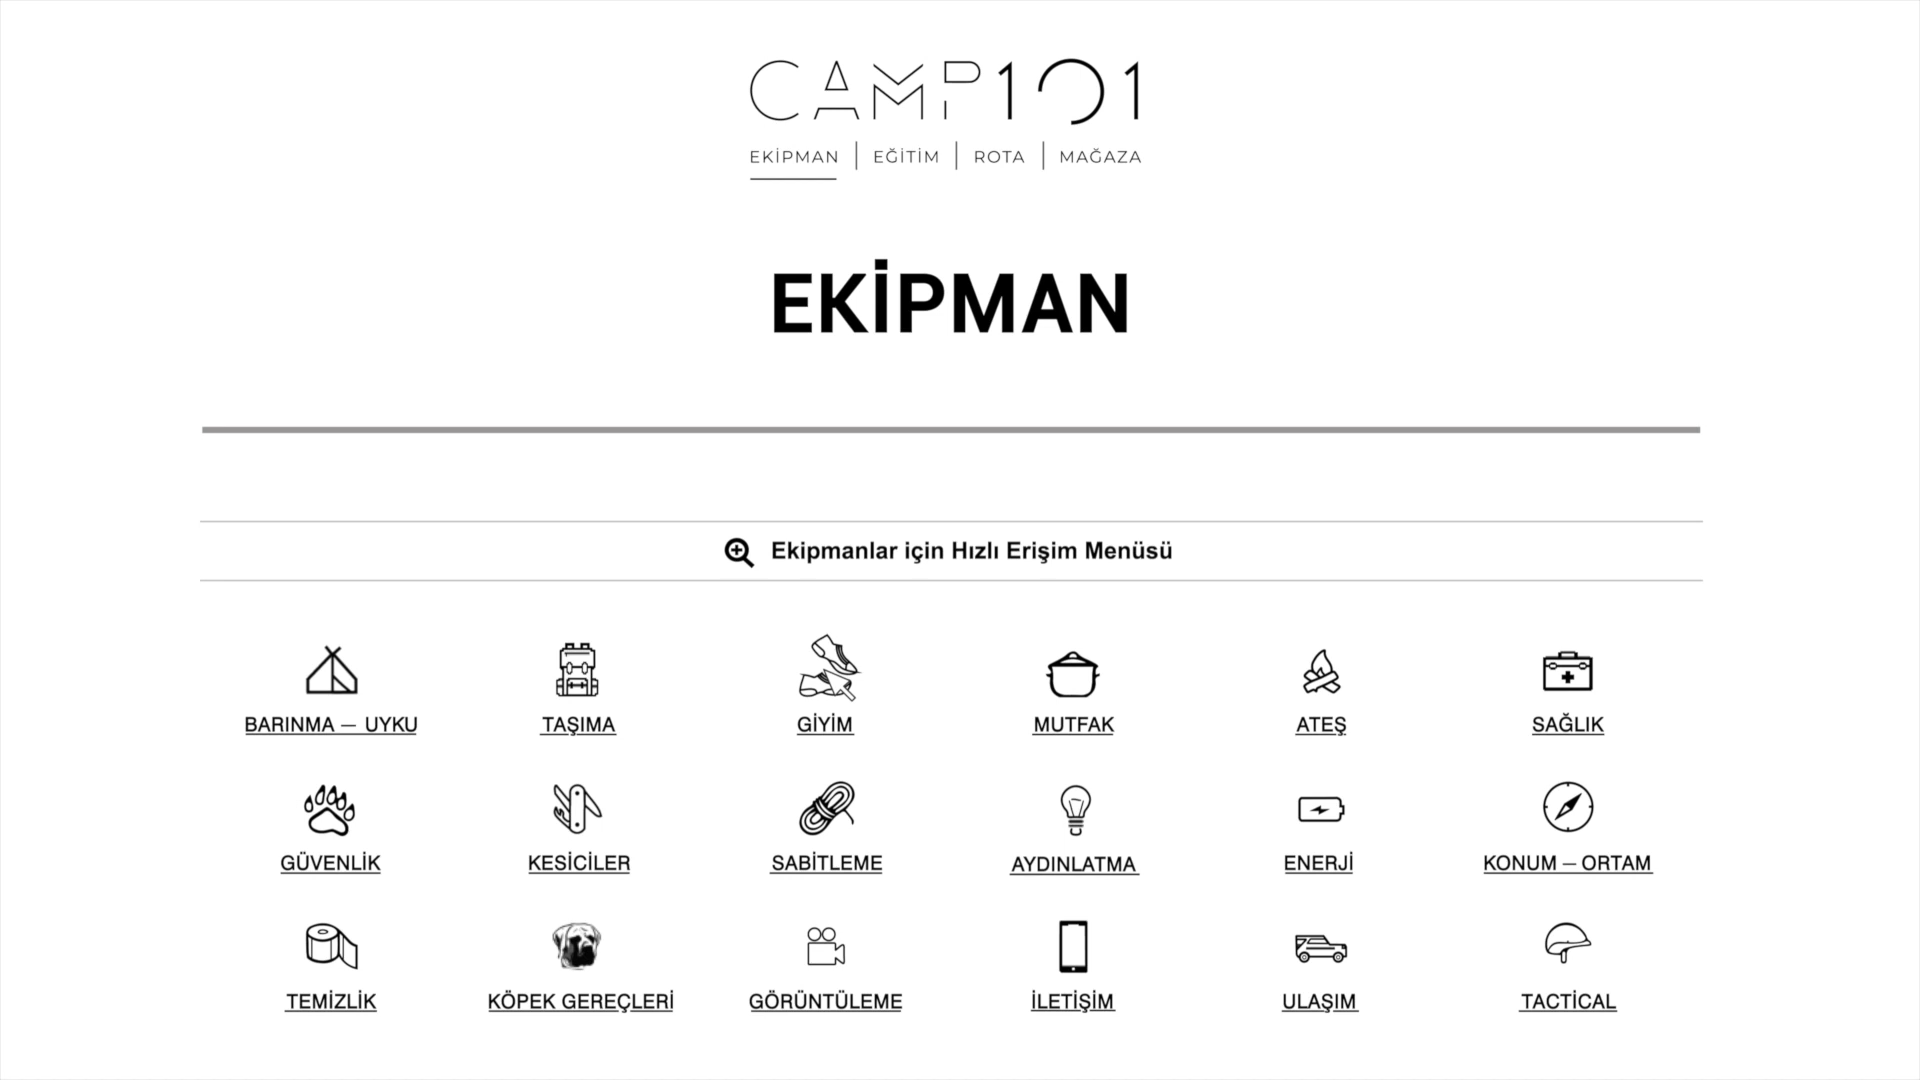 CAMP101
EKİPMAN | EĞİTİM | ROTA | MAĞAZA
EKİPMAN
Ekipmanlar için Hızlı Erişim Menüsü
BARINMA — UYKU
TAŞIMA
GİYİM
MUTFAK
ATEŞ
SAĞLIK
GÜVENLİK
KESİCİLER
SABİTLEME
AYDINLATMA
ENERJİ
KONUM — ORTAM
TEMİZLİK
KÖPEK GEREÇLERİ
GÖRÜNTÜLEME
İLETİŞİM
ULAŞIM
TACTİCAL